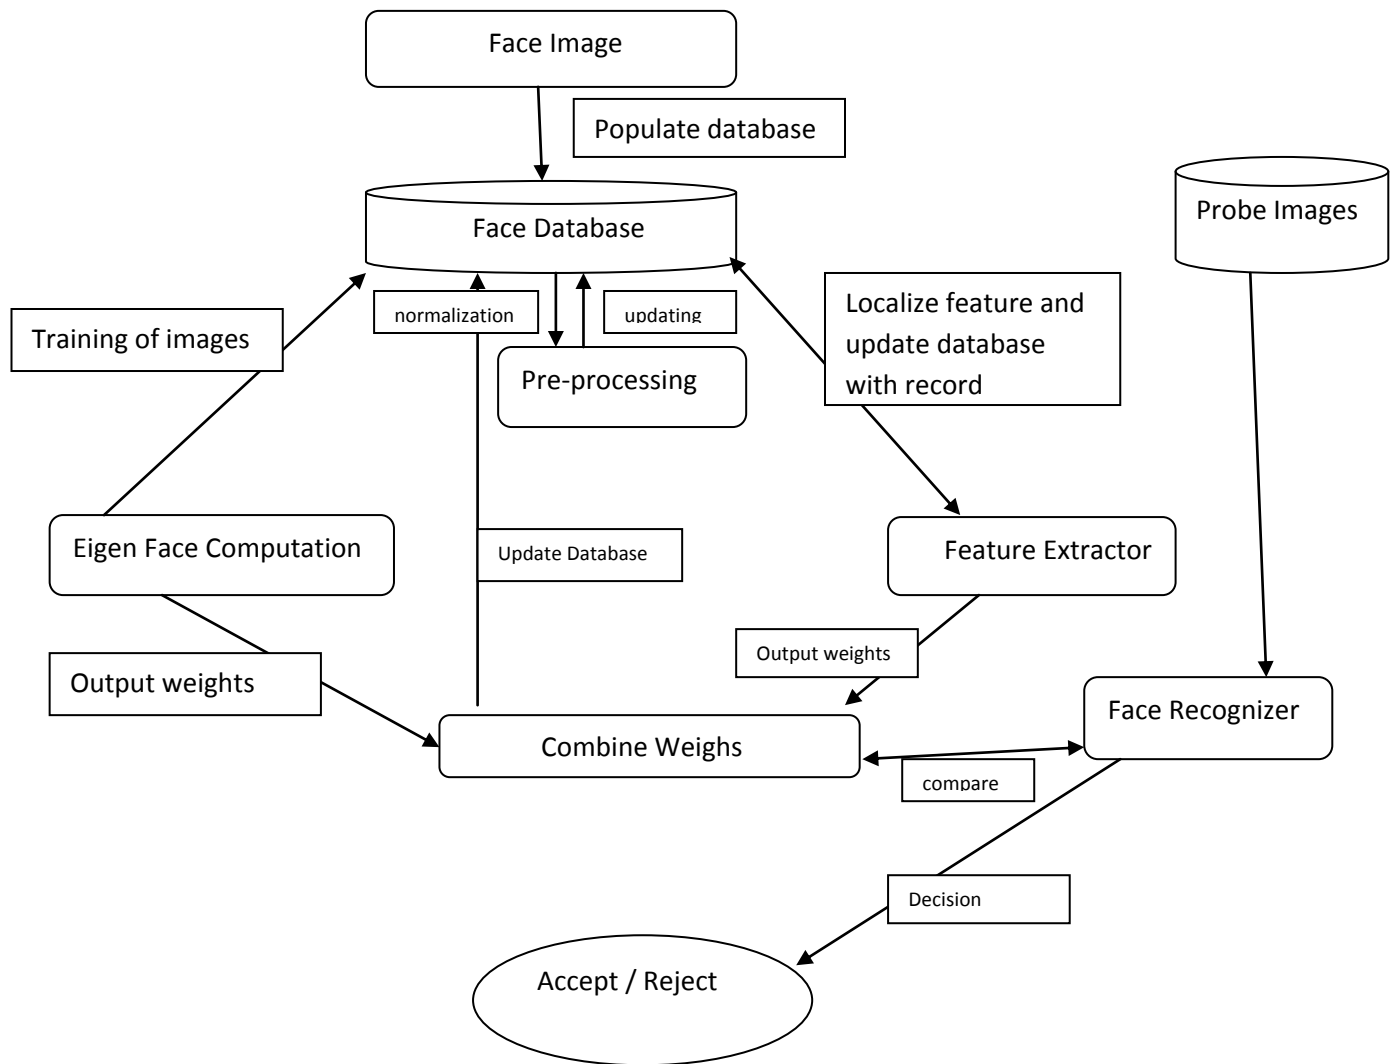 Face Image
Populate database
Probe Images
Face Database
normalization
updating
Localize feature and
update database
with record
Training of images
Pre-processing
Eigen Face Computation
Update Database
Feature Extractor
Output weights
Output weights
Face Recognizer
Combine Weighs
compare
Decision
Accept / Reject